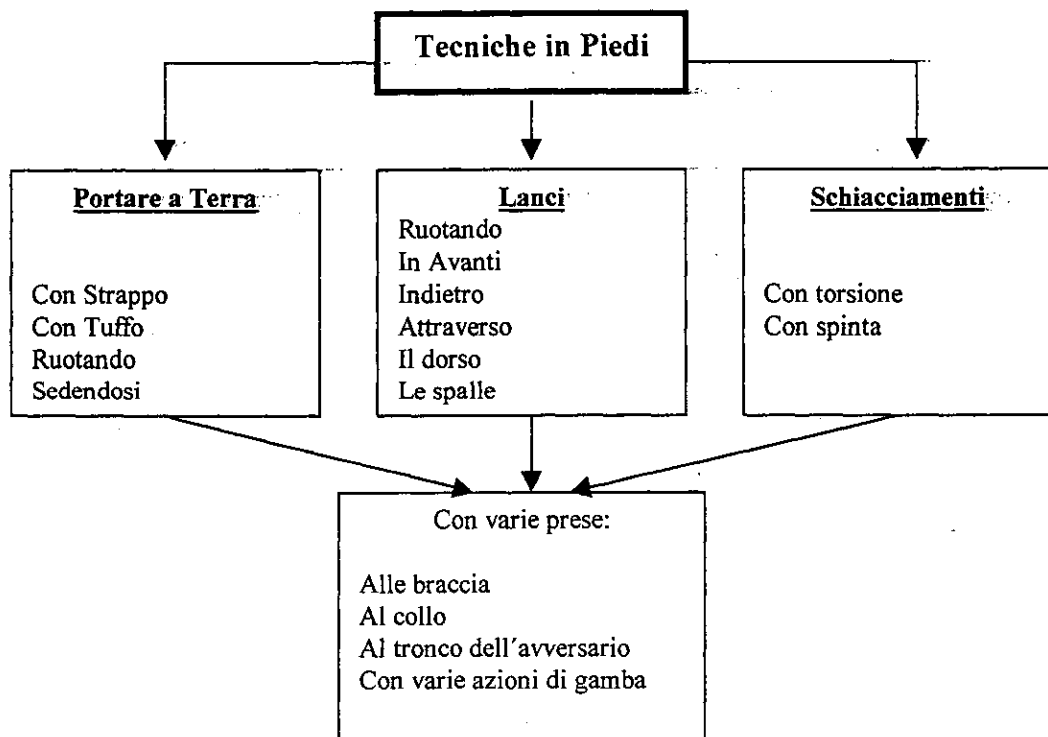 Tecniche in Piedi
Portare a Terra
Con Strappo
Con Tuffo
Ruotando
Sedendosi
Lanci
Ruotando
In Avanti
Indietro
Attraverso
Il dorso
Le spalle
Schiacciamenti
Con torsione
Con spinta
Con varie prese:
Alle braccia
Al collo
Al tronco dell´avversario
Con varie azioni di gamba